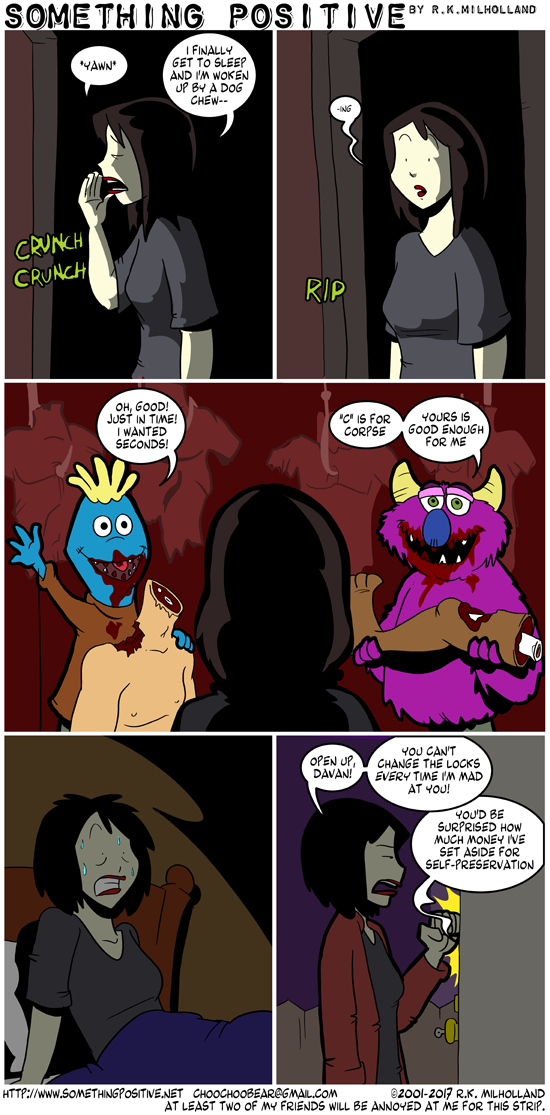 SOMETHING POSITIVE BY R.K.MILHOLLAND
*YAWN*
I FINALLY
GET TO SLEEP
AND I'M WOKEN
UP BY A DOG
CHEW--
CRUNCH
CRUNCH
-ING
RIP
OH, GOOD!
JUST IN TIME!
I WANTED
SECONDS!
"C" IS FOR
CORPSE
YOURS IS
GOOD ENOUGH
FOR ME
OPEN UP,
DAVAN!
YOU CAN'T
CHANGE THE LOCKS
EVERY TIME I'M MAD
AT YOU!
YOU'D BE
SURPRISED HOW
MUCH MONEY I'VE
SET ASIDE FOR
SELF-PRESERVATION
HTTP://WWW.SOMETHINGPOSITIVE.NET CHOOCHOOBEAR@GMAIL.COM ©2001-2017 R.K. MILHOLLAND
AT LEAST TWO OF MY FRIENDS WILL BE ANNOYED AT ME FOR THIS STRIP.